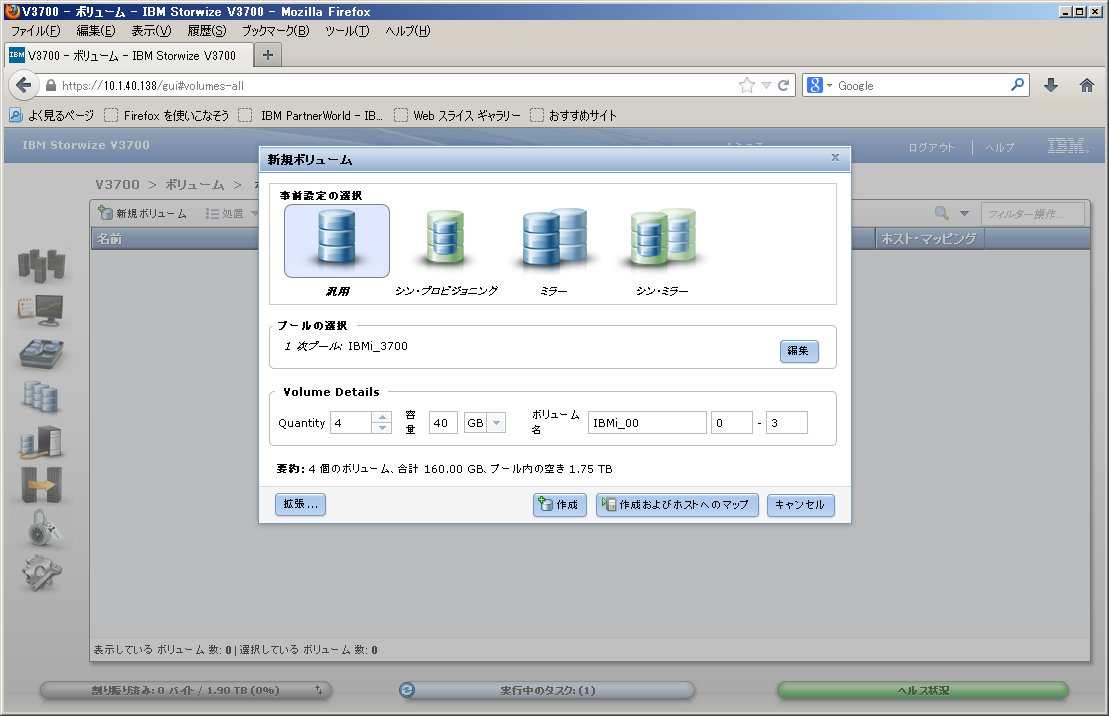 V3700 - ボリューム - IBM Storwize V3700 - Mozilla Firefox
ファイル(F) 編集(E) 表示(V) 履歴(S) ブックマーク(B) ツール(T) ヘルプ(H)
IBM V3700 - ボリューム - IBM Storwize V3700
https://10.1.40.138/gui#volumes-all
Google
よく見るページ Firefox を使いこなそう IBM PartnerWorld - IB... Web スライス ギャラリー おすすめサイト
IBM Storwize V3700 ログアウト | ヘルプ IBM.
V3700 > ボリューム >
新規ボリューム 処置 フィルター操作...
名前 ホスト・マッピング
新規ボリューム
事前設定の選択
汎用 シン・プロビジョニング ミラー シン・ミラー
プールの選択
1 次プール: IBMi_3700
編集
Volume Details
Quantity 4 容量 40 GB ボリューム名 IBMi_00 0 - 3
要約: 4 個のボリューム、合計 160.00 GB、プール内の空き 1.75 TB
拡張... 作成 作成およびホストへのマップ キャンセル
表示している ボリューム 数: 0 | 選択している ボリューム 数: 0
割り振り済み: 0 バイト / 1.90 TB (0%) 実行中のタスク: (1) ヘルス状況